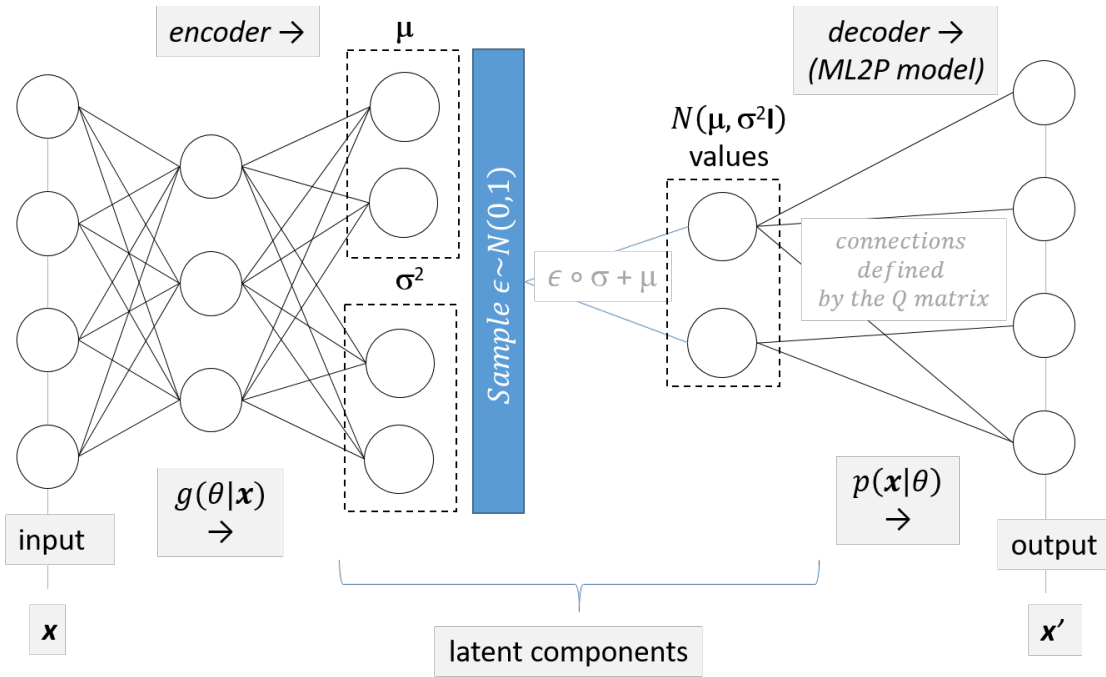 encoder →
μ
σ²
Sample ϵ~N(0,1)
ϵ ∘ σ + μ
N(μ, σ²I)
values
decoder →
(ML2P model)
connections
defined
by the Q matrix
g(θ|x)
→
p(x|θ)
→
input
x
output
x′
latent components